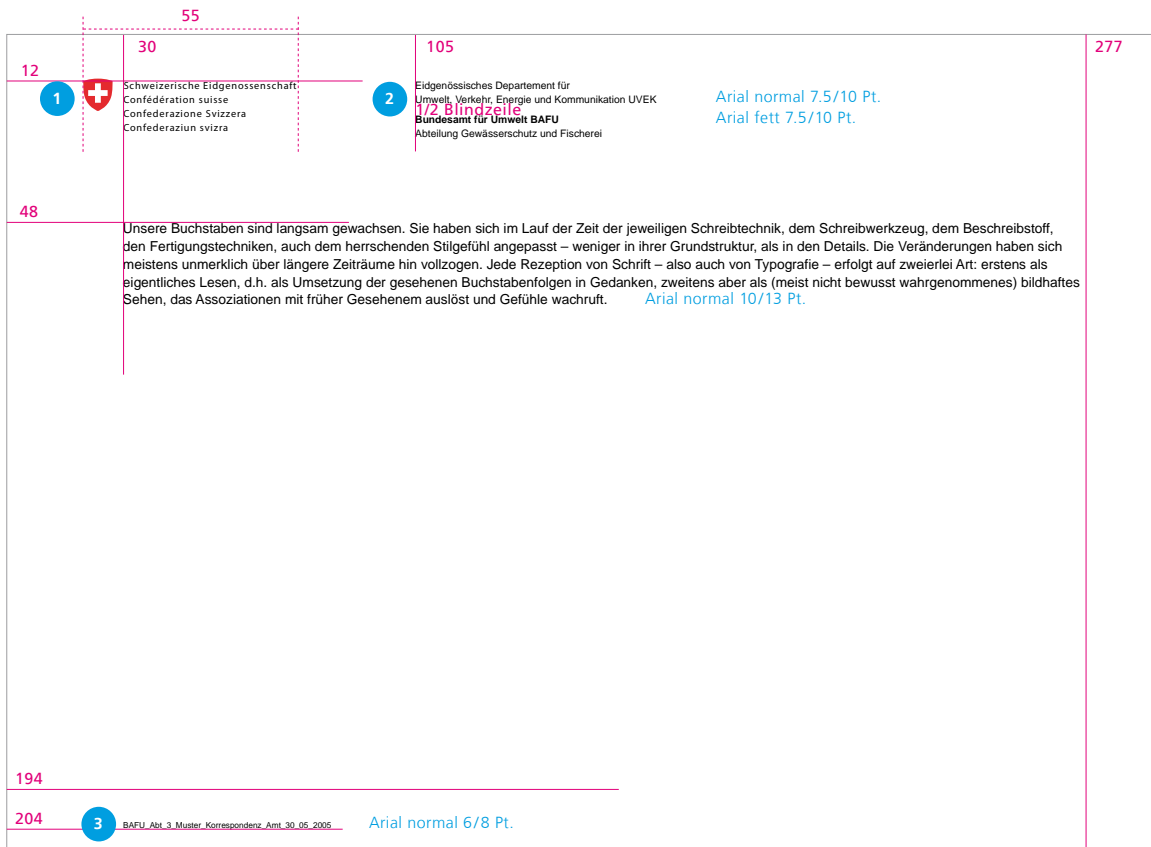 55
30
105
277
12
1
Schweizerische Eidgenossenschaft
Confédération suisse
Confederazione Svizzera
Confederaziun svizra
2
Eidgenössisches Departement für
Umwelt, Verkehr, Energie und Kommunikation UVEK
1/2 Blindzeile
Bundesamt für Umwelt BAFU
Abteilung Gewässerschutz und Fischerei
Arial normal 7.5/10 Pt.
Arial fett 7.5/10 Pt.
48
Unsere Buchstaben sind langsam gewachsen. Sie haben sich im Lauf der Zeit der jeweiligen Schreibtechnik, dem Schreibwerkzeug, dem Beschreibstoff,
den Fertigungstechniken, auch dem herrschenden Stilgefühl angepasst – weniger in ihrer Grundstruktur, als in den Details. Die Veränderungen haben sich
meistens unmerklich über längere Zeiträume hin vollzogen. Jede Rezeption von Schrift – also auch von Typografie – erfolgt auf zweierlei Art: erstens als
eigentliches Lesen, d.h. als Umsetzung der gesehenen Buchstabenfolgen in Gedanken, zweitens aber als (meist nicht bewusst wahrgenommenes) bildhaftes
Sehen, das Assoziationen mit früher Gesehenem auslöst und Gefühle wachruft. Arial normal 10/13 Pt.
194
204
3
BAFU_Abt_3_Muster_Korrespondenz_Amt_30_05_2005
Arial normal 6/8 Pt.